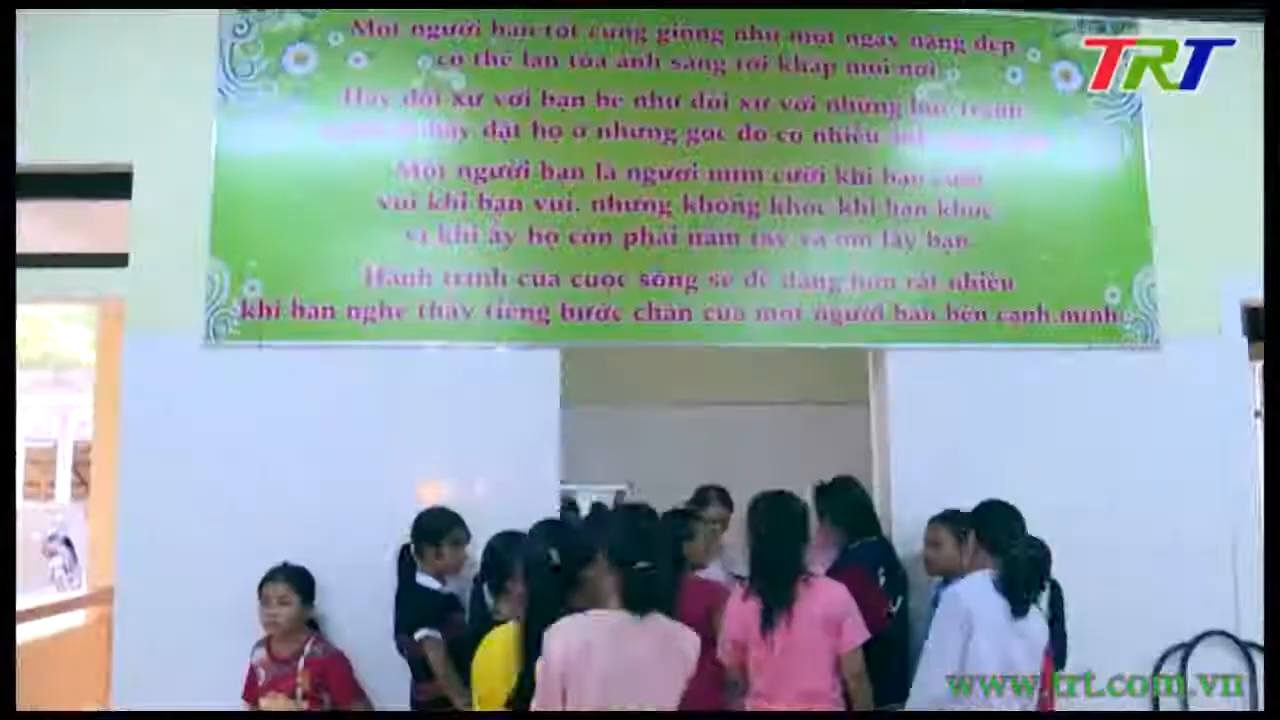 Một người bạn tốt cũng giống như một ngày nắng đẹp
có thể lan tỏa ánh sáng tới khắp mọi nơi
TRT
Hãy đối xử với bạn bè như đối xử với những bức tranh
hãy đặt họ ở những góc độ có nhiều ánh
Một người bạn là người mỉm cười khi bạn cười
vui khi bạn vui, nhưng không khóc khi bạn khóc
vì khi ấy họ còn phải nắm tay và ôm lấy bạn
Hành trình của cuộc sống sẽ dễ dàng hơn rất nhiều
khi bạn nghe thấy tiếng bước chân của một người bạn bên cạnh mình
www.trt.com.vn